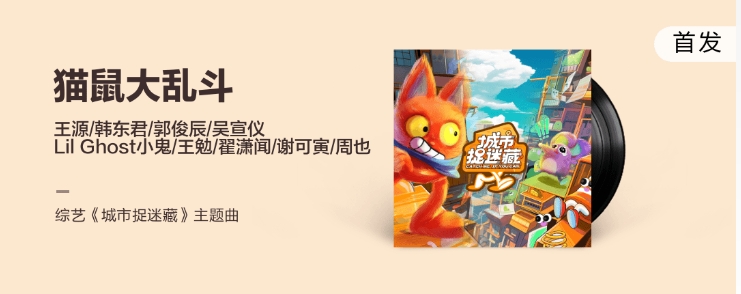 首发
猫鼠大乱斗
王源/韩东君/郭俊辰/吴宣仪
Lil Ghost小鬼/王勉/翟潇闻/谢可寅/周也
综艺《城市捉迷藏》主题曲
城市
捉迷藏